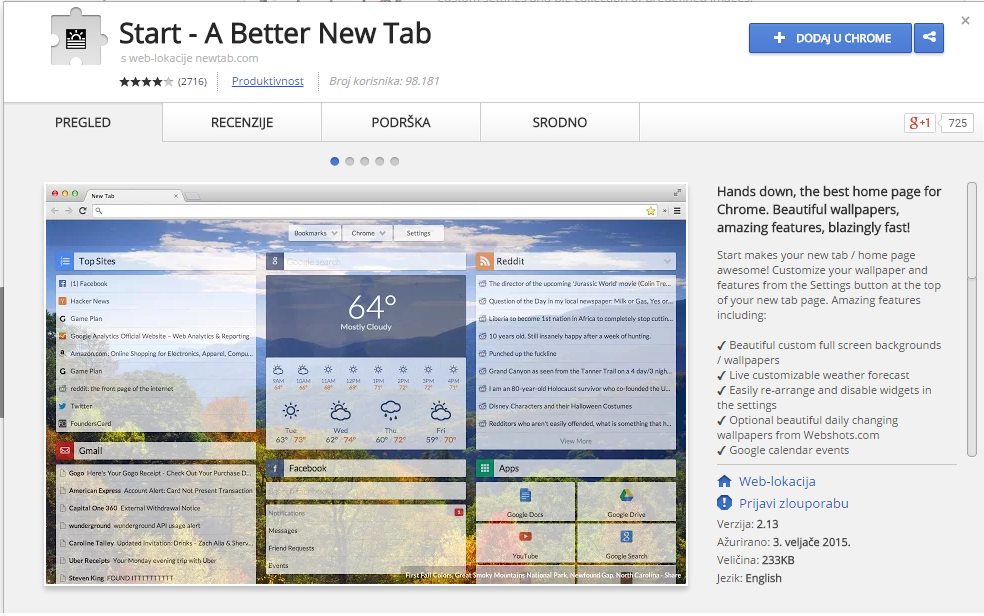 Start - A Better New Tab
s web-lokacije newtab.com
(2716)
Produktivnost
Broj korisnika: 98.181
DODAJ U CHROME
PREGLED
RECENZIJE
PODRŠKA
SRODNO
g+1
725
New Tab
Bookmarks
Chrome
Settings
Top Sites
(1) Facebook
Hacker News
Game Plan
Google Analytics Official Website – Web Analytics & Reporting
Amazon.com: Online Shopping for Electronics, Apparel, Compu...
Game Plan
reddit: the front page of the internet
Twitter
FoundersCard
Gmail
Gogo Here's Your Gogo Receipt - Check Out Your Purchase D...
American Express Account Alert: Card Not Present Transaction
Capital One 360 External Withdrawal Notice
wunderground wunderground API usage alert
Caroline Talley Updated Invitation: Drinks - Zach Alia & Sherv...
Uber Receipts Your Monday evening trip with Uber
Steven King FOUND ITTTTTTTTTT
Google search
64°
Mostly Cloudy
9AM 10AM 11AM 12PM 1PM 2PM 3PM 4PM
64° 66° 68° 69° 71° 72° 72° 71°
Tue Wed Thu Fri
63° 73° 62° 74° 60° 72° 59° 70°
Facebook
Notifications
Messages
Friend Requests
Events
Reddit
The director of the upcoming 'Jurassic World' movie (Colin Tre...
Question of the Day in my local newspaper: Milk or Gas, Yes or...
Liberia to become 1st nation in Africa to completely stop cuttin...
10 years old. Still insanely happy after a week of hunting.
Punched up the fuckline
Grand Canyon as seen from the Tanner Trail on a 4 day/3 nigh...
I am an 80-year-old Holocaust survivor who co-founded the U...
Disney Characters and their Halloween Costumes
Redditors who aren't easily offended, what is something that h...
View More
Apps
Google Docs
Google Drive
YouTube
Google Search
First Fall Colors, Great Smoky Mountains National Park, Newfound Gap, North Carolina - Share
Hands down, the best home page for
Chrome. Beautiful wallpapers,
amazing features, blazingly fast!
Start makes your new tab / home page
awesome! Customize your wallpaper and
features from the Settings button at the top
of your new tab page. Amazing features
including:
✔ Beautiful custom full screen backgrounds
/ wallpapers
✔ Live customizable weather forecast
✔ Easily re-arrange and disable widgets in
the settings
✔ Optional beautiful daily changing
wallpapers from Webshots.com
✔ Google calendar events
Web-lokacija
Prijavi zlouporabu
Verzija: 2.13
Ažurirano: 3. veljače 2015.
Veličina: 233KB
Jezik: English